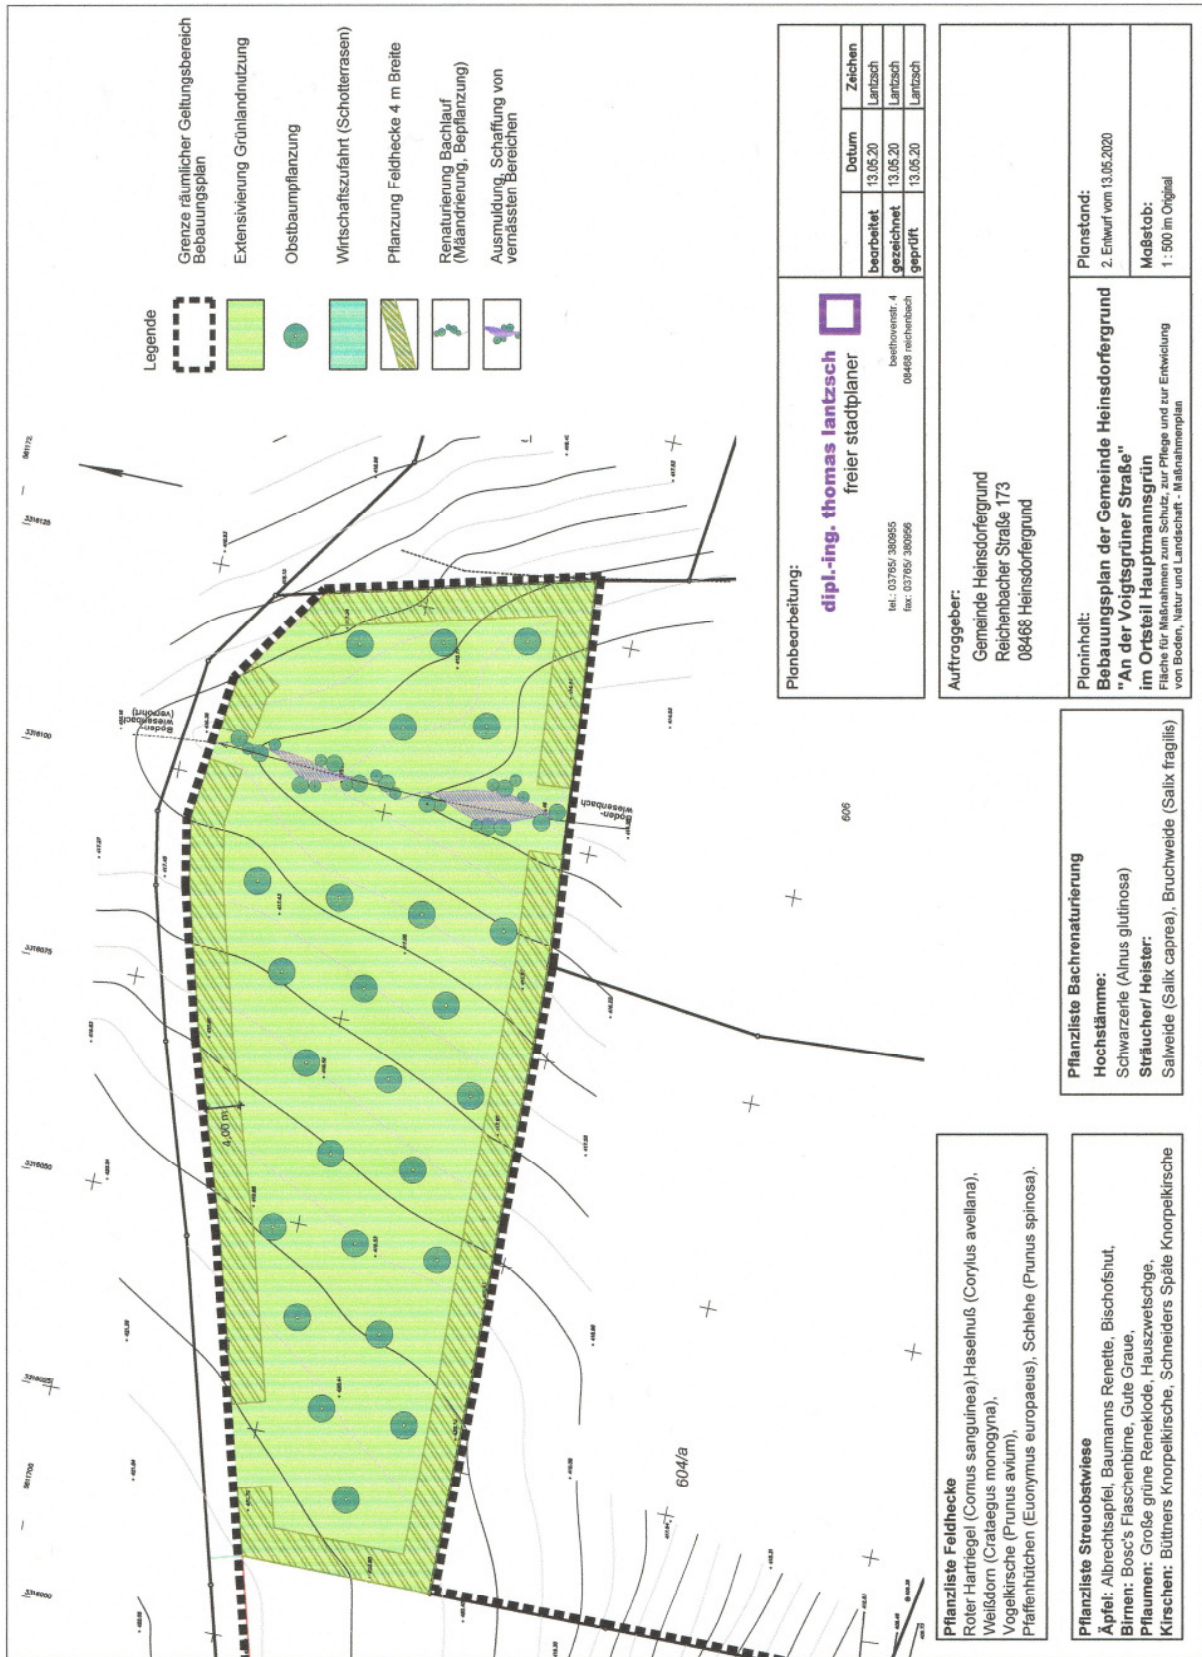 Legende
Grenze räumlicher Geltungsbereich
Bebauungsplan
Extensivierung Grünlandnutzung
Obstbaumpflanzung
Wirtschaftszufahrt (Schotterrasen)
Pflanzung Feldhecke 4 m Breite
Renaturierung Bachlauf
(Mäandrierung, Bepflanzung)
Ausmuldung, Schaffung von
vernässten Bereichen
Boden-
wiesenbach
(verrohrt)
Boden-
wiesenbach
4,00 m
604/a
606
3316000
3316050
3316075
3316100
3316125
Planbearbeitung:
dipl.-ing. thomas lantzsch
freier stadtplaner
tel.: 03765/ 380955
fax: 03765/ 380956
beethovenstr. 4
08468 reichenbach
Datum Zeichen
bearbeitet 13.05.20 Lantzsch
gezeichnet 13.05.20 Lantzsch
geprüft 13.05.20 Lantzsch
Auftraggeber:
Gemeinde Heinsdorfergrund
Reichenbacher Straße 173
08468 Heinsdorfergrund
Planinhalt:
Bebauungsplan der Gemeinde Heinsdorfergrund
"An der Voigtsgrüner Straße"
im Ortsteil Hauptmannsgrün
Fläche für Maßnahmen zum Schutz, zur Pflege und zur Entwicklung
von Boden, Natur und Landschaft - Maßnahmenplan
Planstand:
2. Entwurf vom 13.05.2020
Maßstab:
1 : 500 im Original
Pflanzliste Feldhecke
Roter Hartriegel (Cornus sanguinea),Haselnuß (Corylus avellana),
Weißdorn (Crataegus monogyna),
Vogelkirsche (Prunus avium),
Pfaffenhütchen (Euonymus europaeus), Schlehe (Prunus spinosa).
Pflanzliste Streuobstwiese
Äpfel: Albrechtsapfel, Baumanns Renette, Bischofshut,
Birnen: Bosc's Flaschenbirne, Gute Graue,
Pflaumen: Große grüne Reneklode, Hauszwetschge,
Kirschen: Büttners Knorpelkirsche, Schneiders Späte Knorpelkirsche
Pflanzliste Bachrenaturierung
Hochstämme:
Schwarzerle (Alnus glutinosa)
Sträucher/ Heister:
Salweide (Salix caprea), Bruchweide (Salix fragilis)